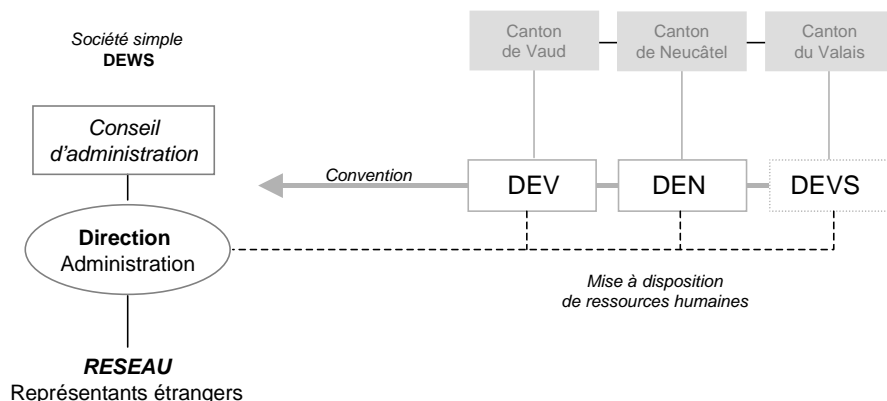 Société simple
DEWS
Canton
de Vaud
Canton
de Neucâtel
Canton
du Valais
Conseil
d'administration
Convention
DEV
DEN
DEVS
Direction
Administration
Mise à disposition
de ressources humaines
RESEAU
Représentants étrangers